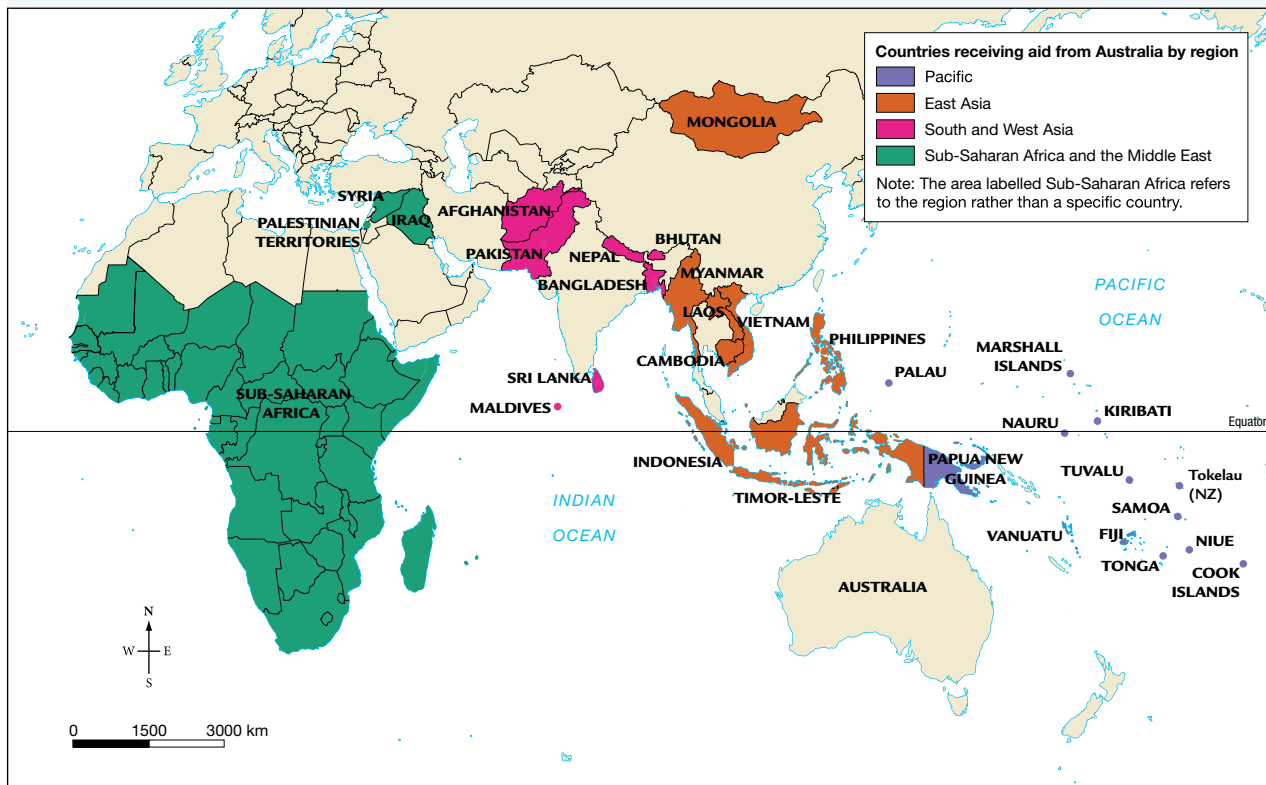 Countries receiving aid from Australia by region
Pacific
East Asia
South and West Asia
Sub-Saharan Africa and the Middle East
Note: The area labelled Sub-Saharan Africa refers
to the region rather than a specific country.
MONGOLIA
SYRIA
AFGHANISTAN
IRAQ
PALESTINIAN
TERRITORIES
PAKISTAN
NEPAL
BHUTAN
BANGLADESH
MYANMAR
LAOS
VIETNAM
PHILIPPINES
CAMBODIA
PACIFIC
OCEAN
MARSHALL
ISLANDS
PALAU
SRI LANKA
MALDIVES
SUB-SAHARAN
AFRICA
KIRIBATI
NAURU
Equator
INDONESIA
PAPUA NEW
GUINEA
TUVALU
Tokelau
(NZ)
TIMOR-LESTE
SAMOA
INDIAN
OCEAN
VANUATU
FIJI
NIUE
TONGA
COOK
ISLANDS
AUSTRALIA
N
W
E
S
0 1500 3000 km